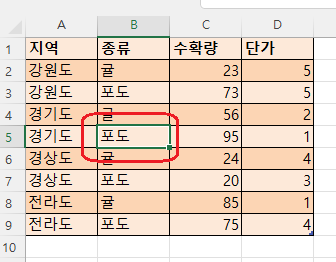 A B C D
1 지역 종류 수확량 단가
2 강원도 귤 23 5
3 강원도 포도 73 5
4 경기도 귤 56 2
5 경기도 포도 95 1
6 경상도 귤 24 4
7 경상도 포도 20 3
8 전라도 귤 85 1
9 전라도 포도 75 4
10